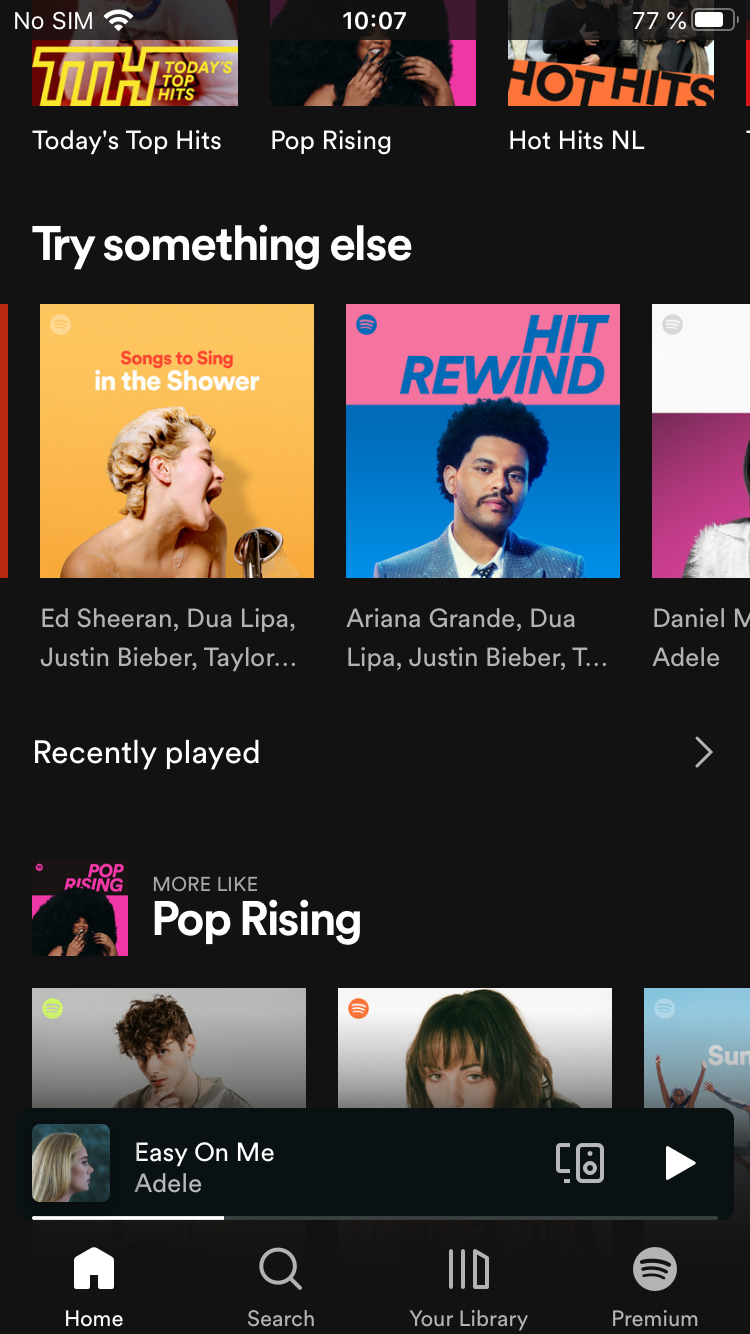 No SIM 10:07 77 %
TTH TODAY'S
TOP
HITS
HOT HITS
Today's Top Hits Pop Rising Hot Hits NL
Try something else
Songs to Sing
in the Shower
HIT
REWIND
Ed Sheeran, Dua Lipa,
Justin Bieber, Taylor...
Ariana Grande, Dua
Lipa, Justin Bieber, T...
Daniel M
Adele
Recently played
POP
RISING
MORE LIKE
Pop Rising
Sun
Easy On Me
Adele
Home Search Your Library Premium